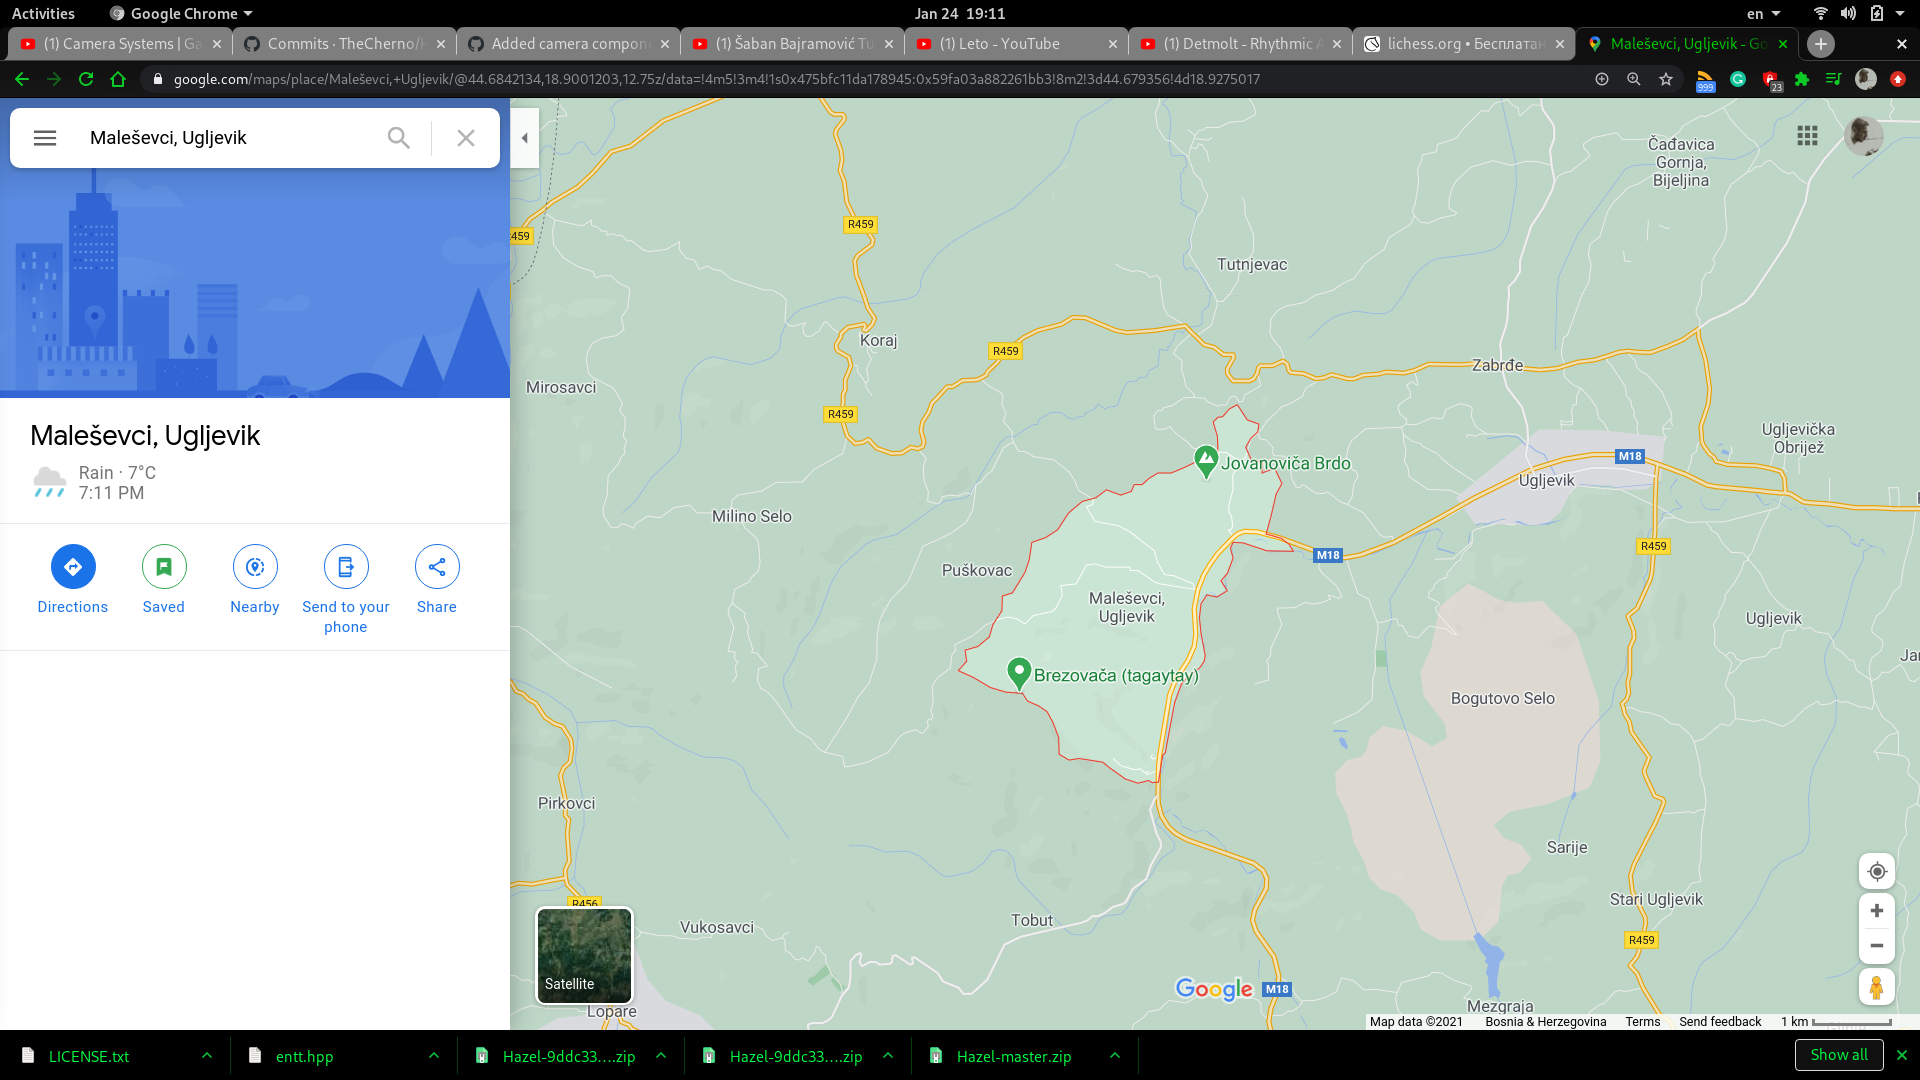 Activities
Google Chrome
Jan 24 19:11
en
(1) Camera Systems | Ga
Commits · TheCherno/H
Added camera compon
(1) Šaban Bajramović Tu
(1) Leto - YouTube
(1) Detmolt - Rhythmic A
lichess.org • Бесплатан
Maleševci, Ugljevik - Go
google.com/maps/place/Maleševci,+Ugljevik/@44.6842134,18.9001203,12.75z/data=!4m5!3m4!1s0x475bfc11da178945:0x59fa03a882261bb3!8m2!3d44.679356!4d18.9275017
999
23
Maleševci, Ugljevik
Maleševci, Ugljevik
Rain · 7°C
7:11 PM
Directions
Saved
Nearby
Send to your
phone
Share
Čađavica
Gornja,
Bijeljina
R459
R459
Tutnjevac
Koraj
R459
Zabrđe
Mirosavci
R459
Ugljevička
Obrijež
M18
Jovanoviča Brdo
Ugljevik
Milino Selo
R459
M18
Puškovac
Maleševci,
Ugljevik
Ugljevik
Brezovača (tagaytay)
Bogutovo Selo
Pirkovci
Sarije
R456
Stari Ugljevik
Tobut
Vukosavci
R459
Satellite
Google
M18
Lopare
Mezgraja
Map data ©2021
Bosnia & Herzegovina
Terms
Send feedback
1 km
LICENSE.txt
entt.hpp
Hazel-9ddc33....zip
Hazel-9ddc33....zip
Hazel-master.zip
Show all